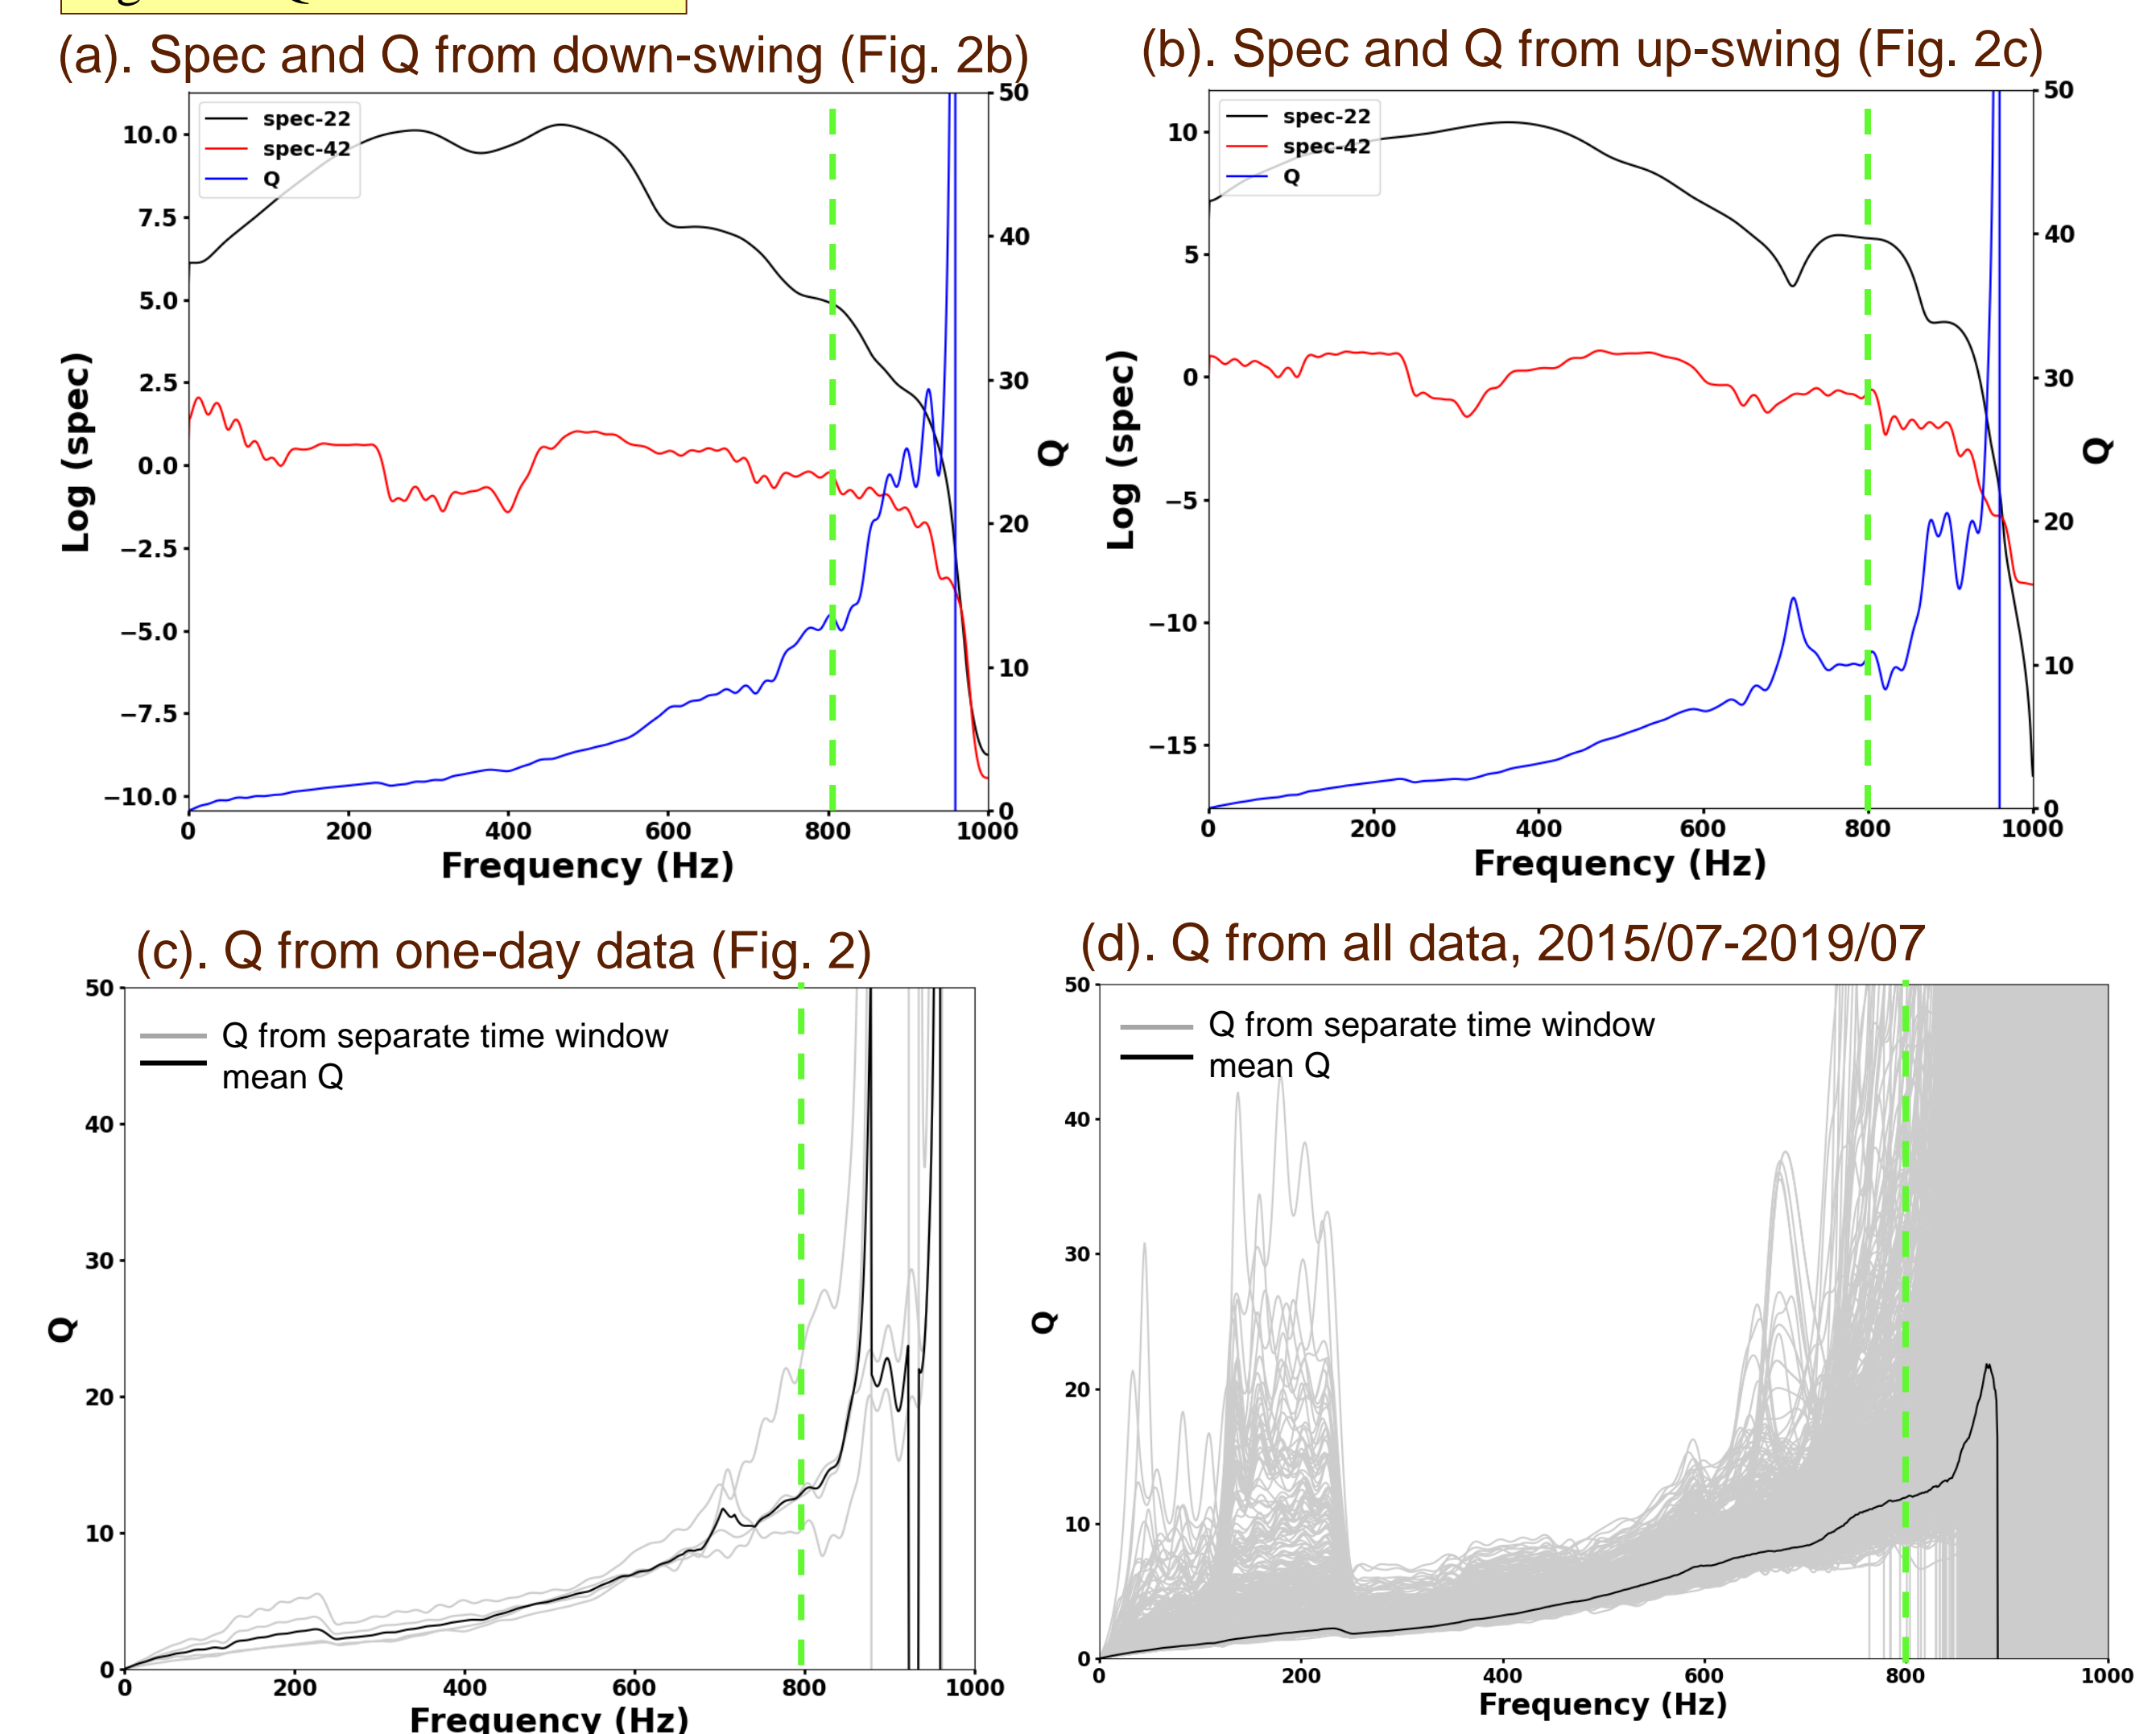 (a). Spec and Q from down-swing (Fig. 2b)
spec-22
spec-42
Q
10.0
7.5
5.0
2.5
0.0
−2.5
−5.0
−7.5
−10.0
Log (spec)
50
40
30
20
10
0
Q
0 200 400 600 800 1000
Frequency (Hz)
(b). Spec and Q from up-swing (Fig. 2c)
spec-22
spec-42
Q
10
5
0
−5
−10
−15
Log (spec)
50
40
30
20
10
0
Q
0 200 400 600 800 1000
Frequency (Hz)
(c). Q from one-day data (Fig. 2)
Q from separate time window
mean Q
50
40
30
20
10
0
Q
0 200 400 600 800 1000
Frequency (Hz)
(d). Q from all data, 2015/07-2019/07
Q from separate time window
mean Q
50
40
30
20
10
0
Q
0 200 400 600 800 1000
Frequency (Hz)